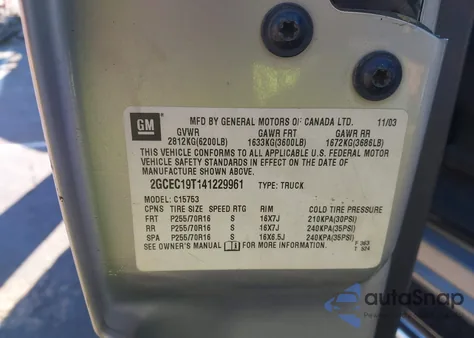 GM
MFD BY GENERAL MOTORS OF CANADA LTD. 11/03
GVWR GAWR FRT GAWR RR
2812KG(6200LB) 1633KG(3600LB) 1672KG(3686LB)
THIS VEHICLE CONFORMS TO ALL APPLICABLE U.S. FEDERAL MOTOR
VEHICLE SAFETY STANDARDS IN EFFECT ON THE DATE OF
MANUFACTURE SHOWN ABOVE.
2GCEC19T141229961 TYPE: TRUCK
MODEL: C15753
CPNS TIRE SIZE SPEED RTG RIM COLD TIRE PRESSURE
FRT P255/70R16 S 16X7J 210KPA(30PSI)
RR P255/70R16 S 16X7J 240KPA(35PSI)
SPA P255/70R16 S 16X6.5J 240KPA(35PSI)
SEE OWNER'S MANUAL FOR MORE INFORMATION
autoSnap